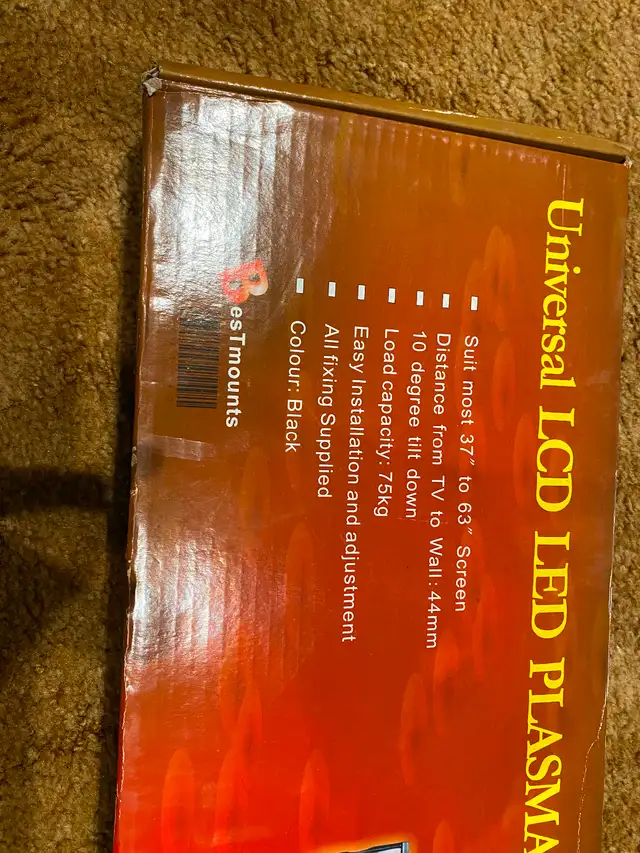 Universal LCD LED PLASMA
Suit most 37″ to 63″ Screen
Distance from TV to Wall: 44mm
10 degree tilt down
Load capacity: 75kg
Easy Installation and adjustment
All fixing Supplied
Colour: Black
BesTmounts